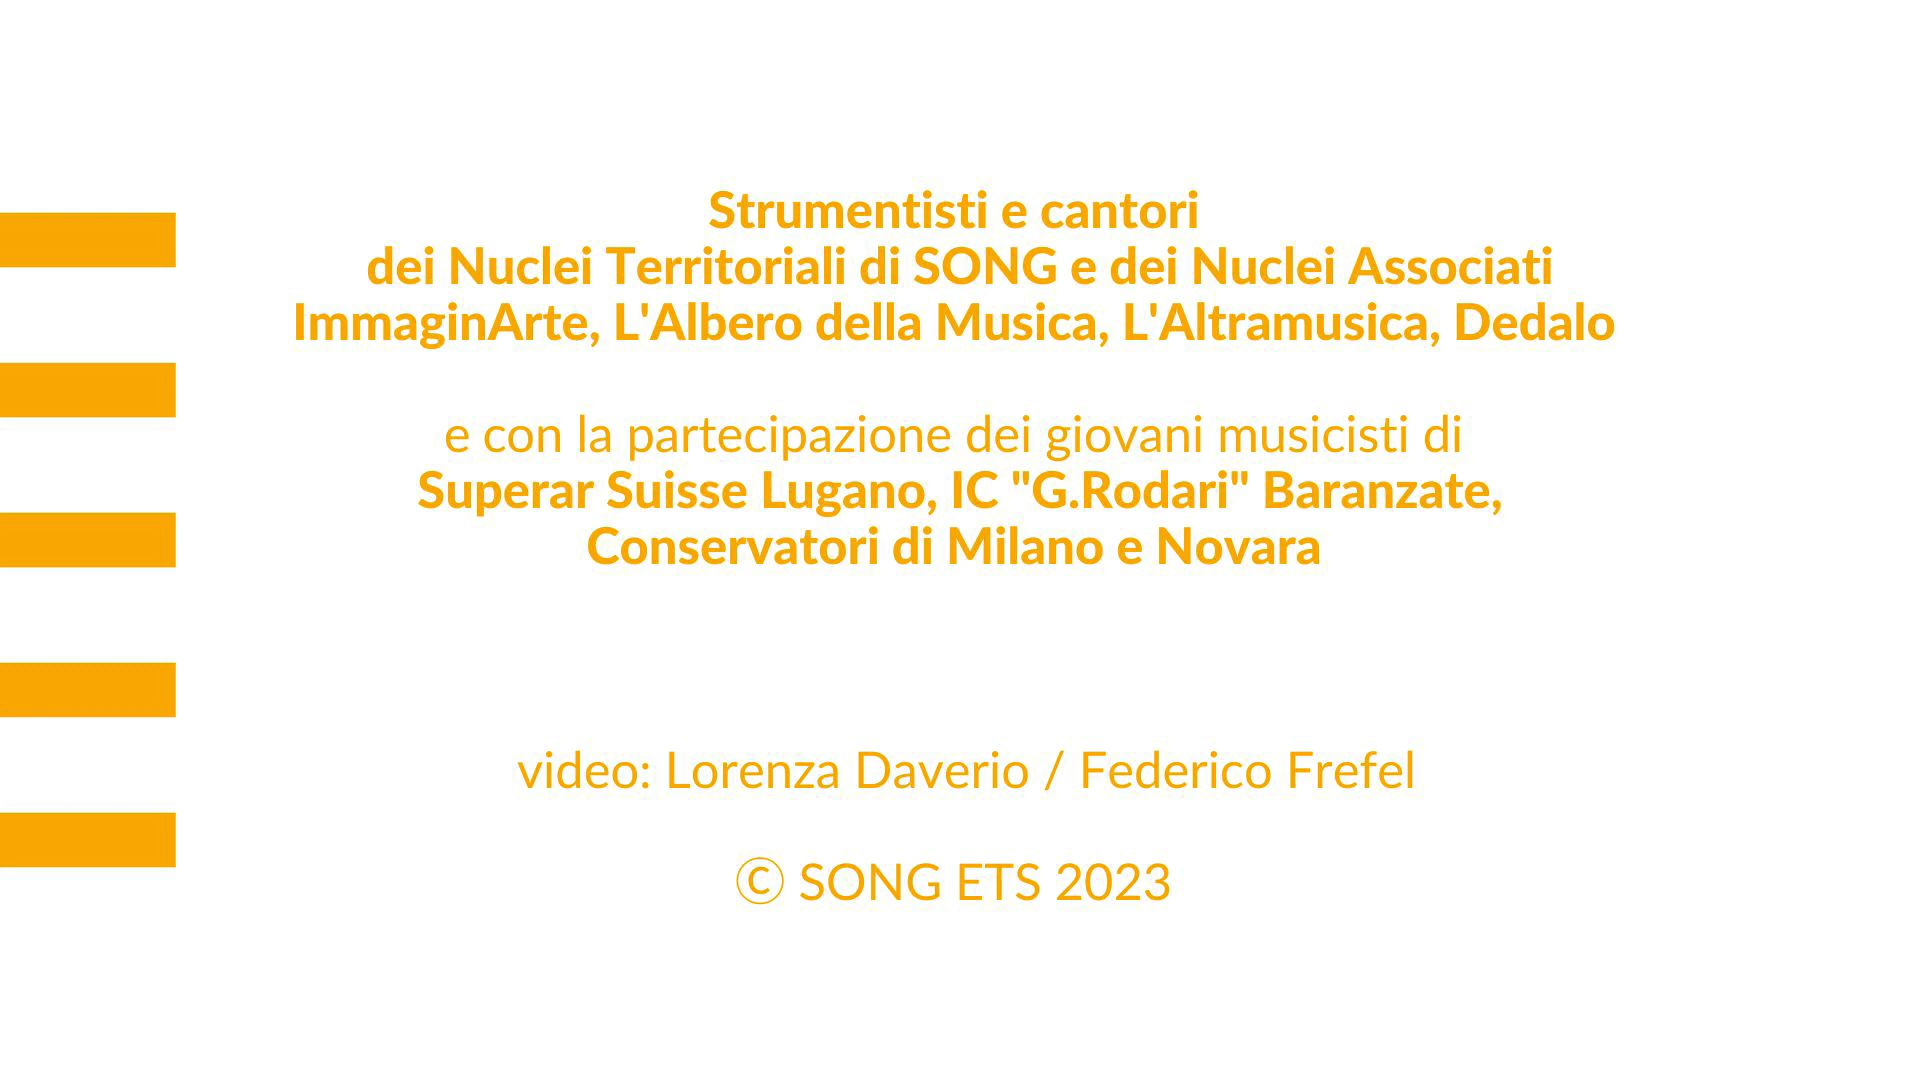 Strumentisti e cantori
dei Nuclei Territoriali di SONG e dei Nuclei Associati
ImmaginArte, L'Albero della Musica, L'Altramusica, Dedalo
e con la partecipazione dei giovani musicisti di
Superar Suisse Lugano, IC "G.Rodari" Baranzate,
Conservatori di Milano e Novara
video: Lorenza Daverio / Federico Frefel
© SONG ETS 2023